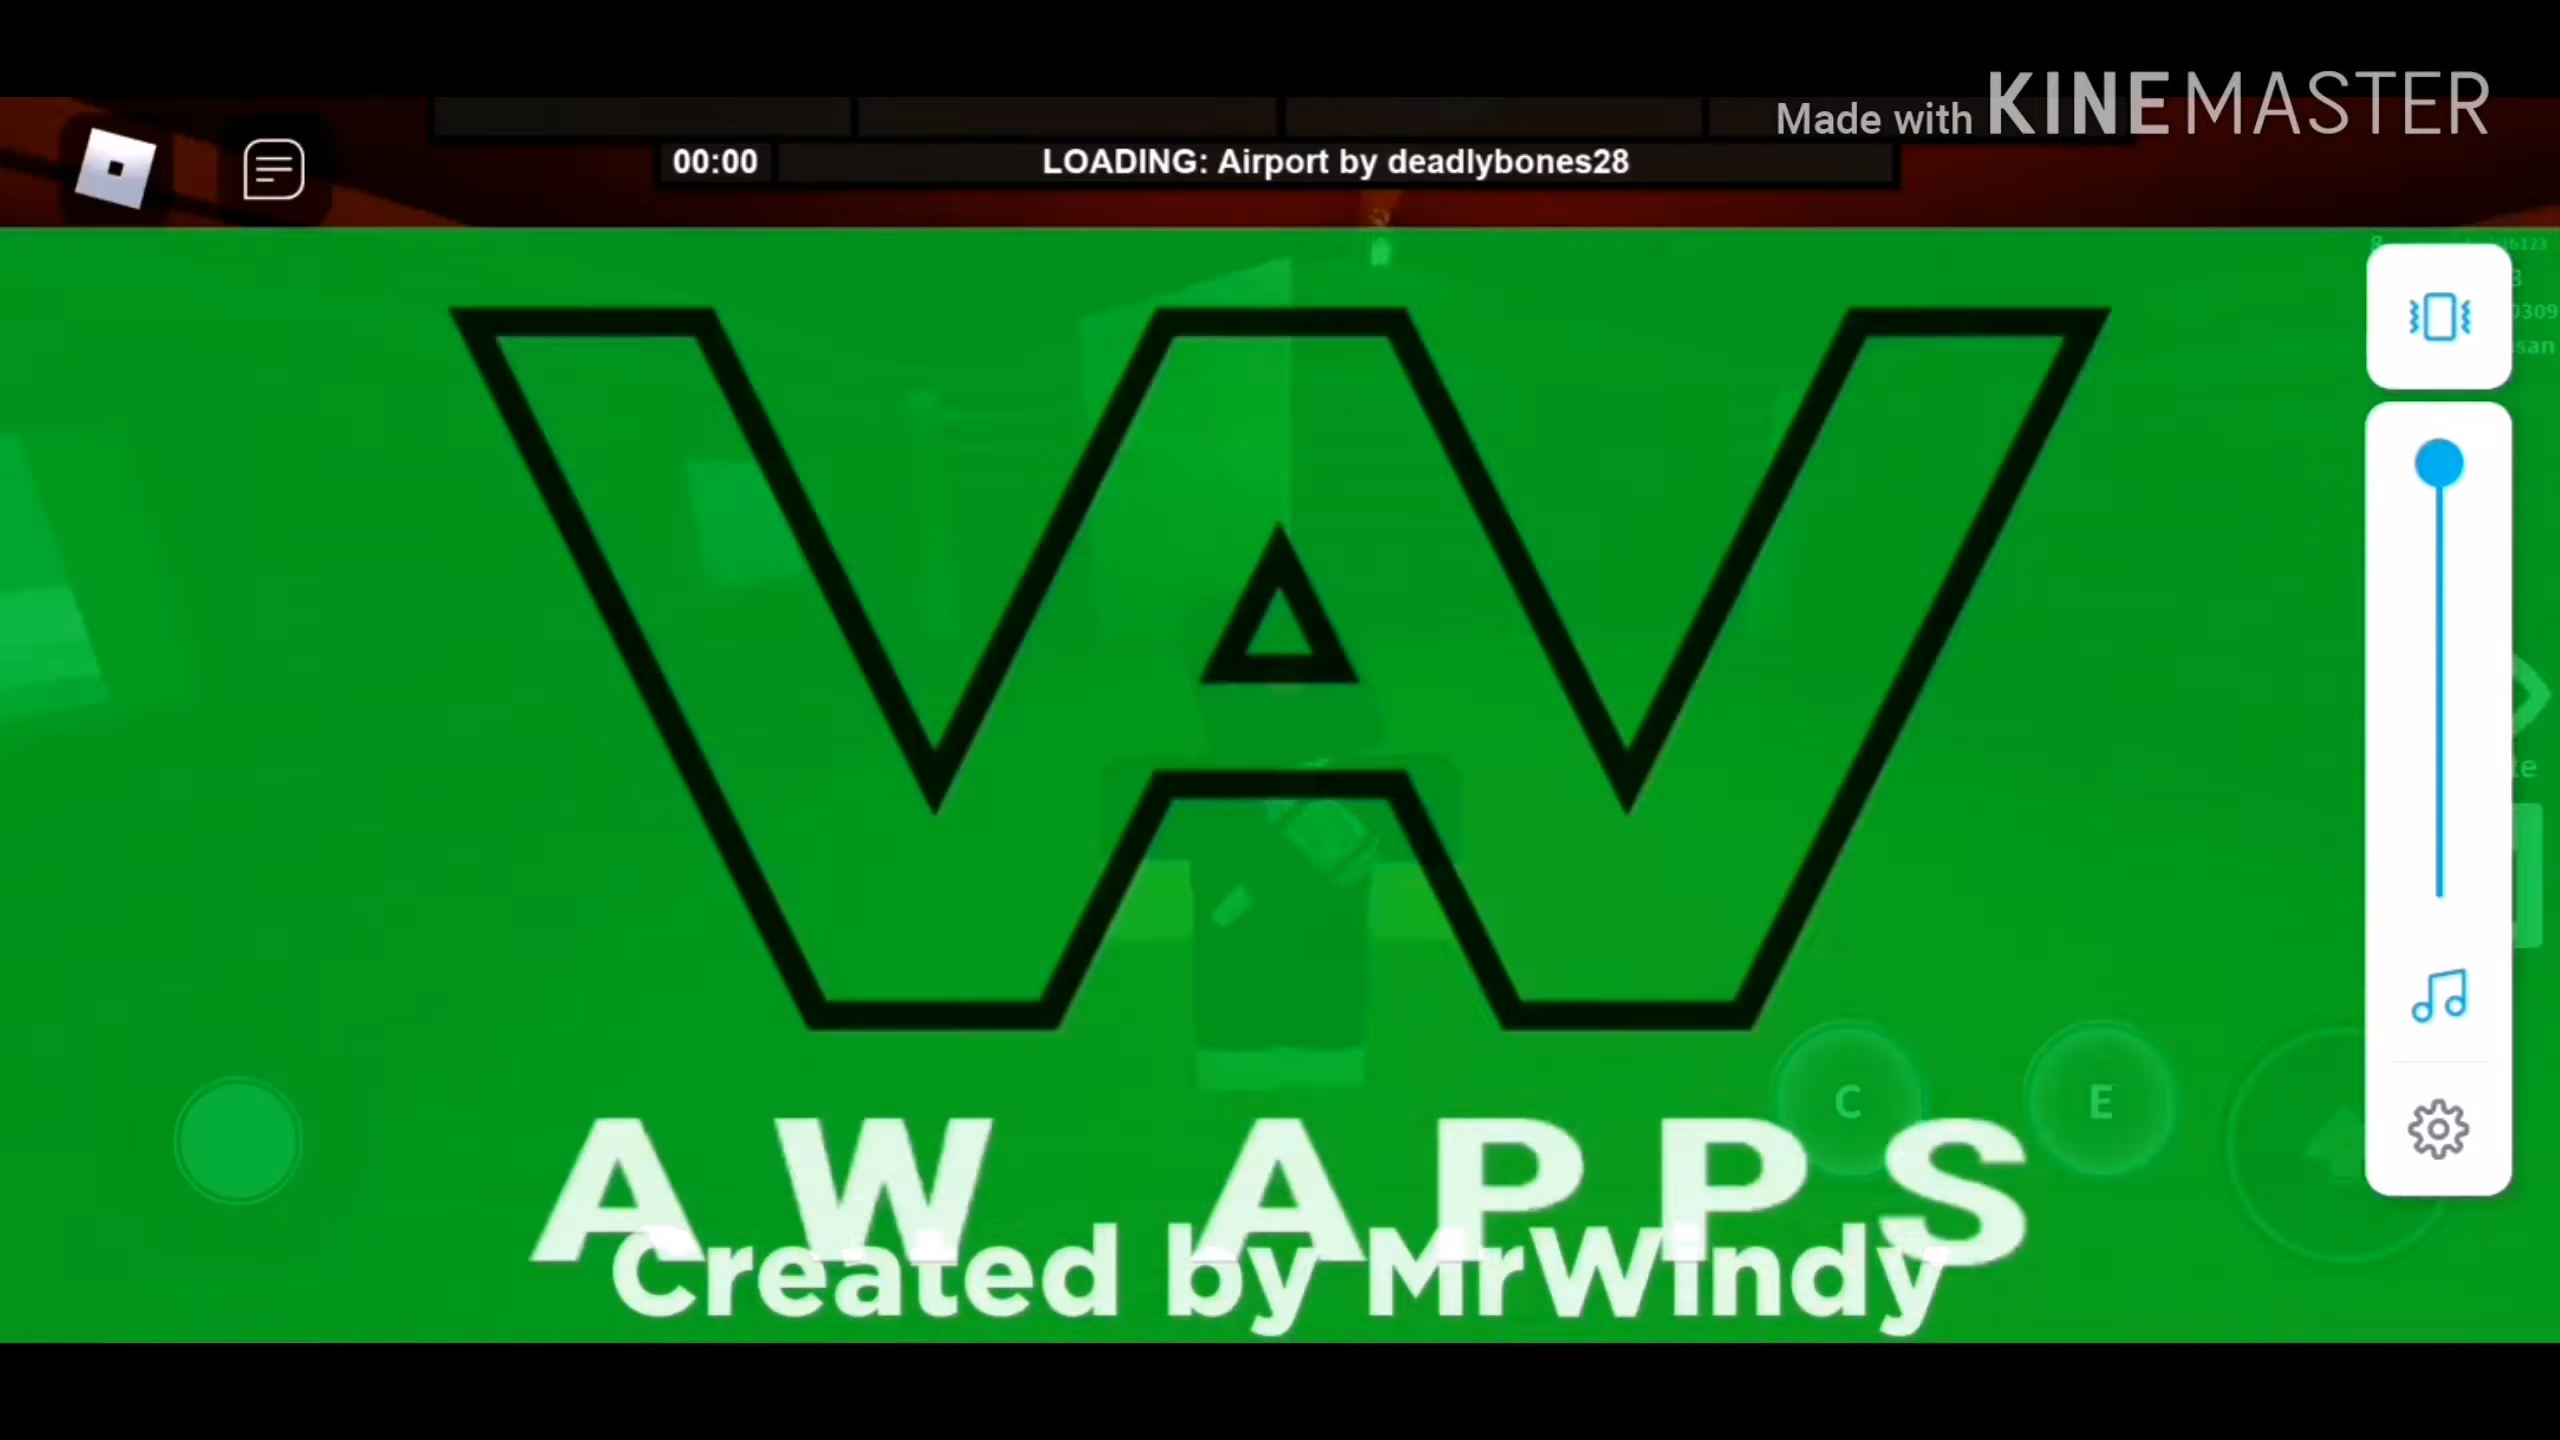 Made with KINEMASTER
00:00
LOADING: Airport by deadlybones28
C
E
AW APPS
Created by MrWindy